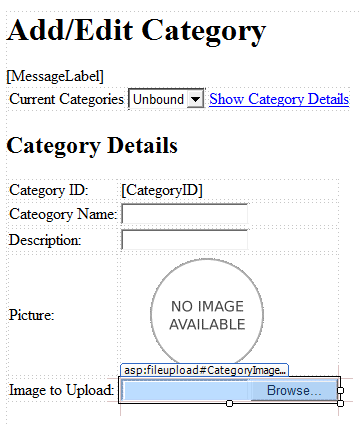 Add/Edit Category
[MessageLabel]
Current Categories Unbound Show Category Details
Category Details
Category ID: [CategoryID]
Cateogory Name:
Description:
NO IMAGE
AVAILABLE
Picture:
asp:fileupload#CategoryImage...
Image to Upload: Browse...